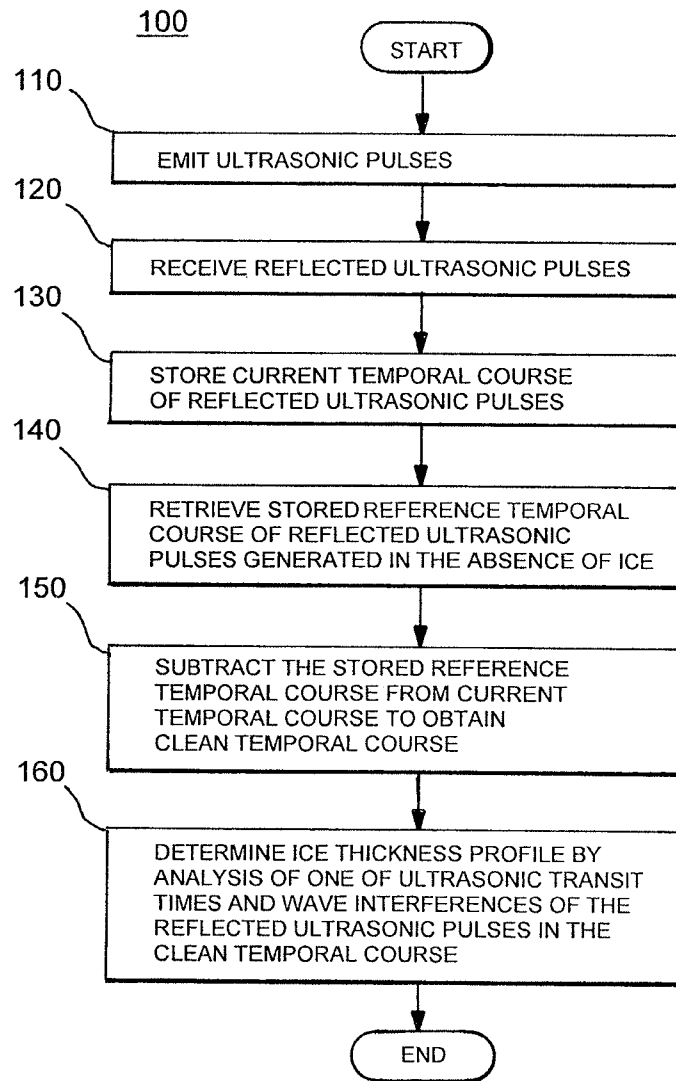 100
START
110
EMIT ULTRASONIC PULSES
120
RECEIVE REFLECTED ULTRASONIC PULSES
130
STORE CURRENT TEMPORAL COURSE
OF REFLECTED ULTRASONIC PULSES
140
RETRIEVE STORED REFERENCE TEMPORAL
COURSE OF REFLECTED ULTRASONIC
PULSES GENERATED IN THE ABSENCE OF ICE
150
SUBTRACT THE STORED REFERENCE
TEMPORAL COURSE FROM CURRENT
TEMPORAL COURSE TO OBTAIN
CLEAN TEMPORAL COURSE
160
DETERMINE ICE THICKNESS PROFILE BY
ANALYSIS OF ONE OF ULTRASONIC TRANSIT
TIMES AND WAVE INTERFERENCES OF THE
REFLECTED ULTRASONIC PULSES IN THE
CLEAN TEMPORAL COURSE
END